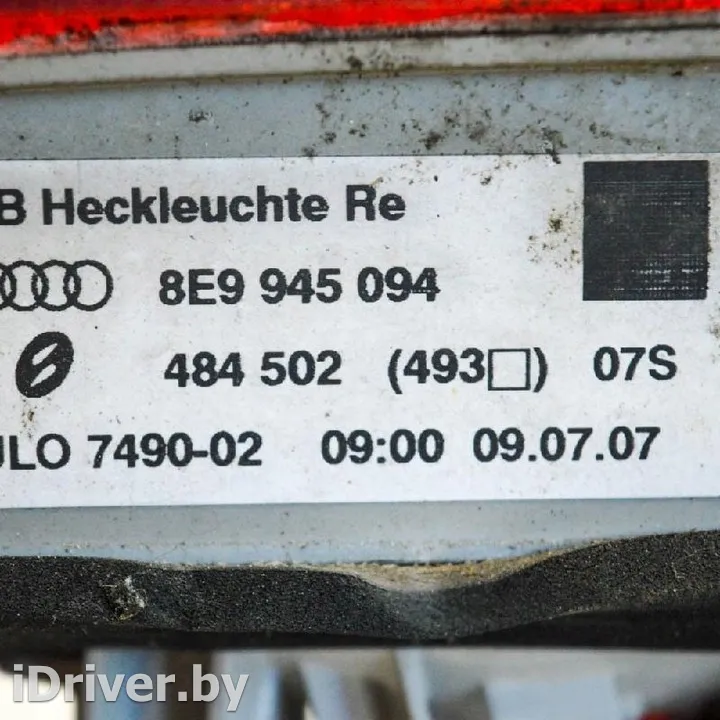 B Heckleuchte Re
8E9 945 094
484 502 (493□) 07S
ULO 7490-02 09:00 09.07.07
iDriver.by